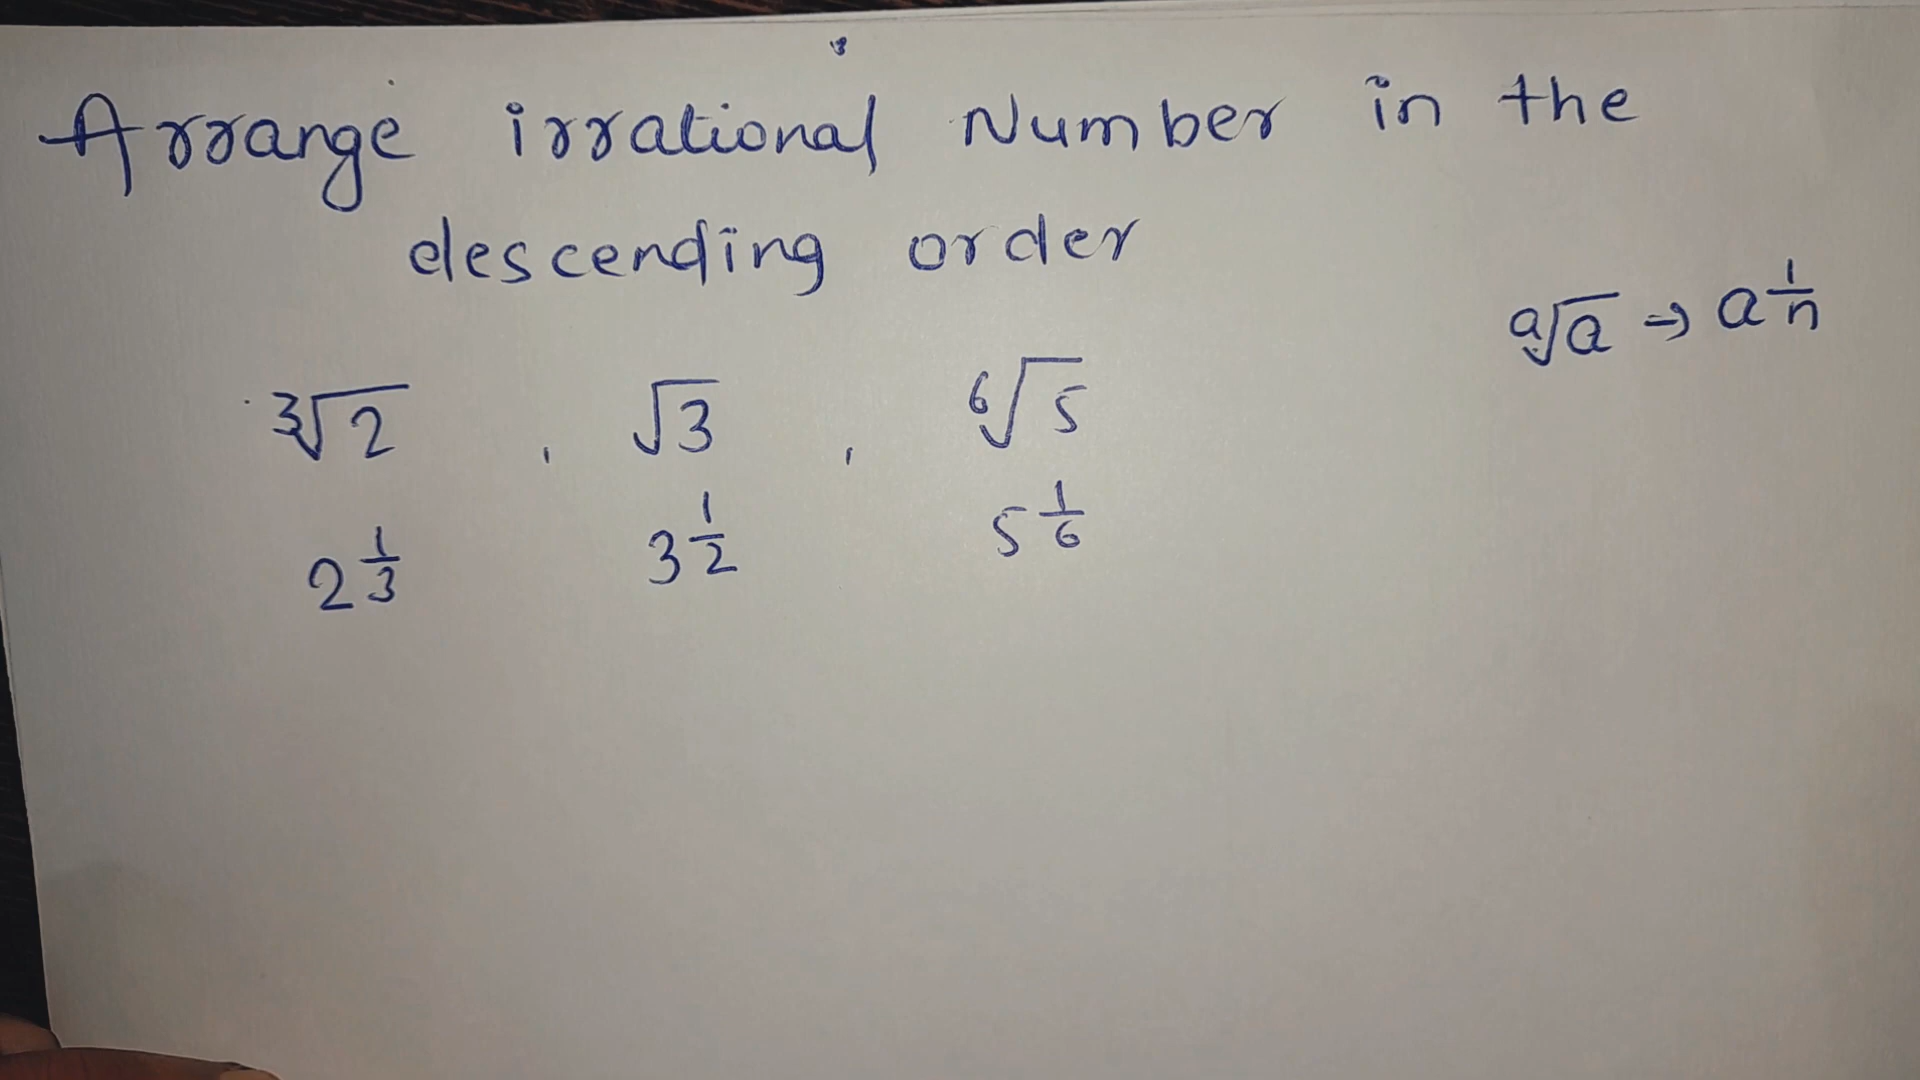 Arrange irrational Number in the
descending order
ᵃ√a → a^(1/n)
³√2 , √3 , ⁶√5
2^(1/3) 3^(1/2) 5^(1/6)